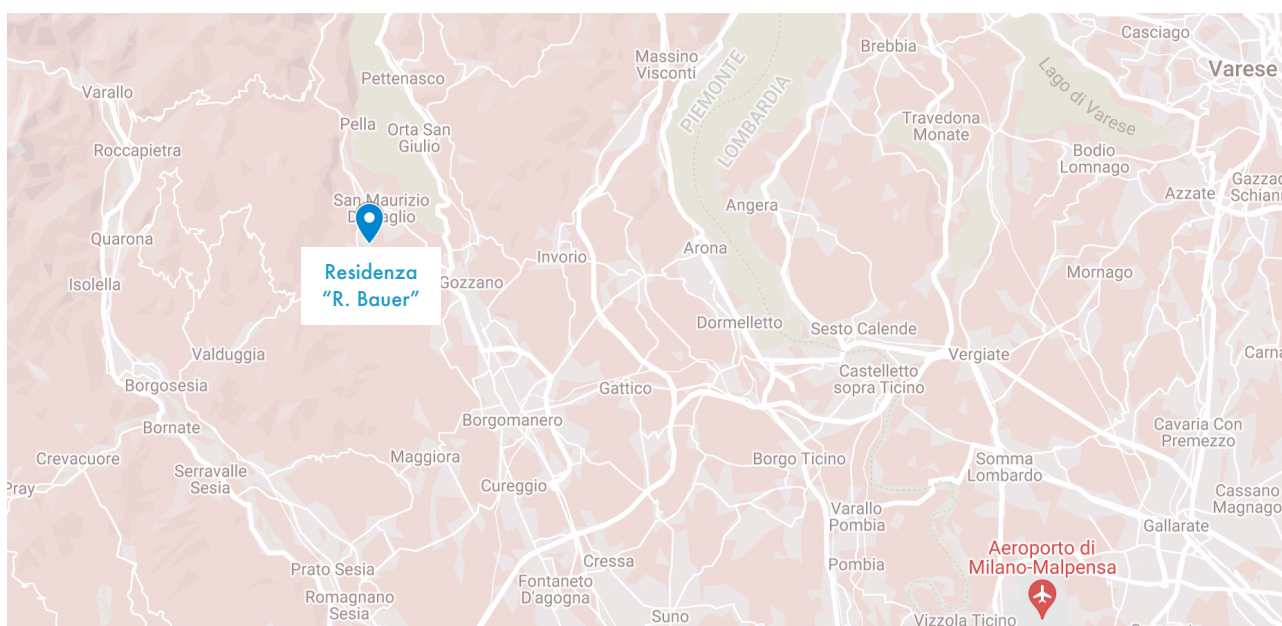 Casciago
Massino
Visconti
Brebbia
Varese
Pettenasco
PIEMONTE
Varallo
Lago di Varese
LOMBARDIA
Pella
Orta San
Giulio
Travedona
Monate
Roccapietra
Bodio
Lomnago
Gazzad
Schiann
Azzate
San Maurizio
Angera
Quarona
Arona
Invorio
Mornago
Residenza
“R. Bauer”
Isolella
Gozzano
Dormelletto
Sesto Calende
Valduggia
Vergiate
Carna
Borgosesia
Gattico
Castelletto
sopra Ticino
Bornate
Borgomanero
Cavaria Con
Premezzo
Crevacuore
Maggiora
Borgo Ticino
Somma
Lombardo
Serravalle
Sesia
Pray
Cureggio
Cassano
Magnago
Varallo
Pombia
Gallarate
Aeroporto di
Milano-Malpensa
Cressa
Pombia
Prato Sesia
Fontaneto
D'agogna
Romagnano
Sesia
Suno
Vizzola Ticino